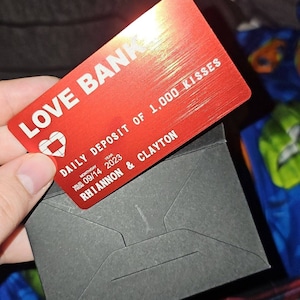 LOVE BANK
DAILY DEPOSIT OF 1,000 KISSES
09/14 2023
RHIANNON & CLAYTON